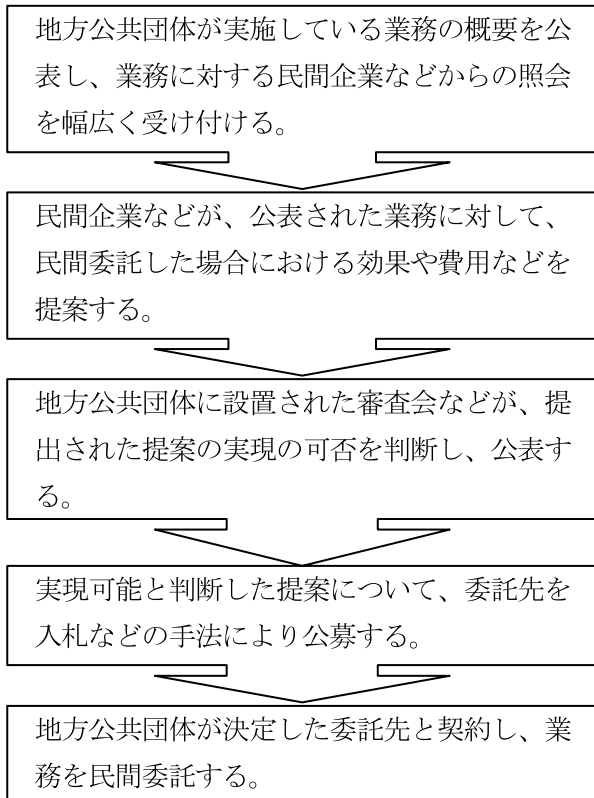 地方公共団体が実施している業務の概要を公
表し、業務に対する民間企業などからの照会
を幅広く受け付ける。
民間企業などが、公表された業務に対して、
民間委託した場合における効果や費用などを
提案する。
地方公共団体に設置された審査会などが、提
出された提案の実現の可否を判断し、公表す
る。
実現可能と判断した提案について、委託先を
入札などの手法により公募する。
地方公共団体が決定した委託先と契約し、業
務を民間委託する。